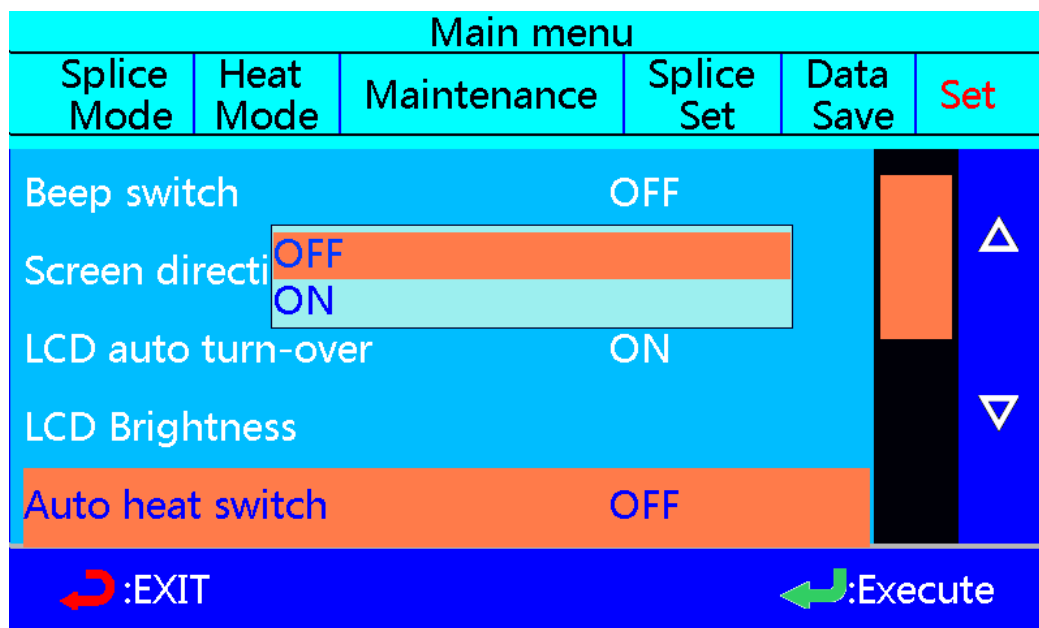 Main menu
Splice Mode Heat Mode Maintenance Splice Set Data Save Set
Beep switch OFF
OFF
Screen directi
ON
LCD auto turn-over ON
LCD Brightness
Auto heat switch OFF
:EXIT :Execute